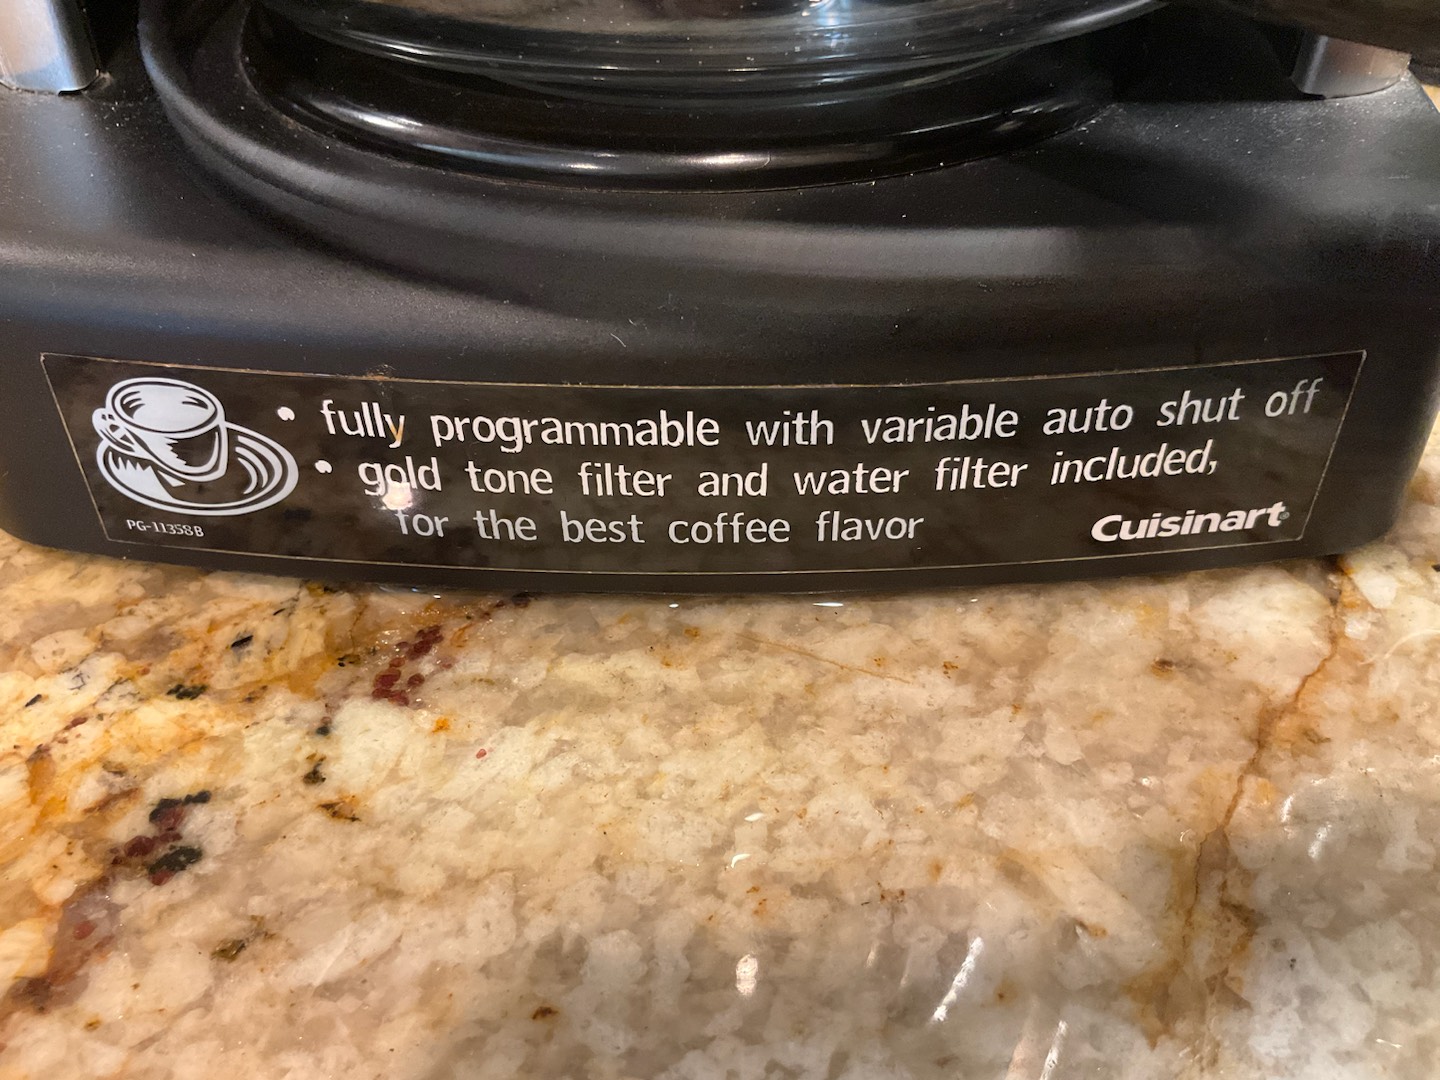 • fully programmable with variable auto shut off
• gold tone filter and water filter included,
for the best coffee flavor
PG-11358B
Cuisinart®